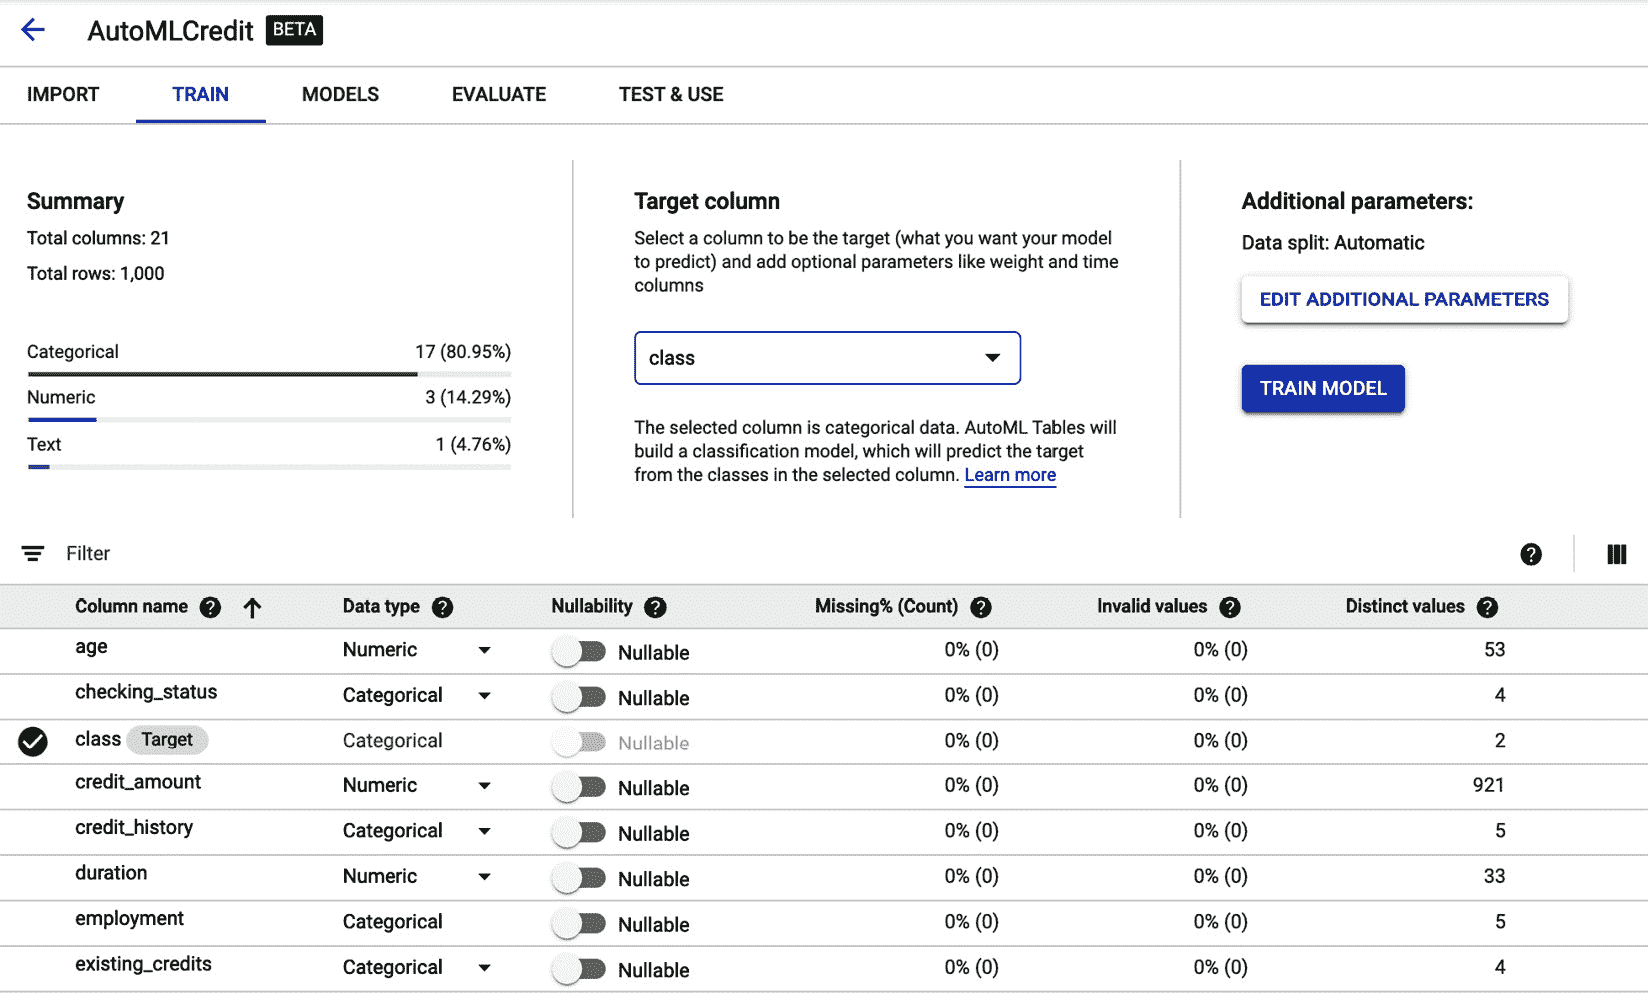 AutoMLCredit BETA
IMPORT TRAIN MODELS EVALUATE TEST & USE
Summary
Total columns: 21
Total rows: 1,000
Categorical 17 (80.95%)
Numeric 3 (14.29%)
Text 1 (4.76%)
Target column
Select a column to be the target (what you want your model
to predict) and add optional parameters like weight and time
columns
class
The selected column is categorical data. AutoML Tables will
build a classification model, which will predict the target
from the classes in the selected column. Learn more
Additional parameters:
Data split: Automatic
EDIT ADDITIONAL PARAMETERS
TRAIN MODEL
Filter
Column name Data type Nullability Missing% (Count) Invalid values Distinct values
age Numeric Nullable 0% (0) 0% (0) 53
checking_status Categorical Nullable 0% (0) 0% (0) 4
class Target Categorical Nullable 0% (0) 0% (0) 2
credit_amount Numeric Nullable 0% (0) 0% (0) 921
credit_history Categorical Nullable 0% (0) 0% (0) 5
duration Numeric Nullable 0% (0) 0% (0) 33
employment Categorical Nullable 0% (0) 0% (0) 5
existing_credits Categorical Nullable 0% (0) 0% (0) 4